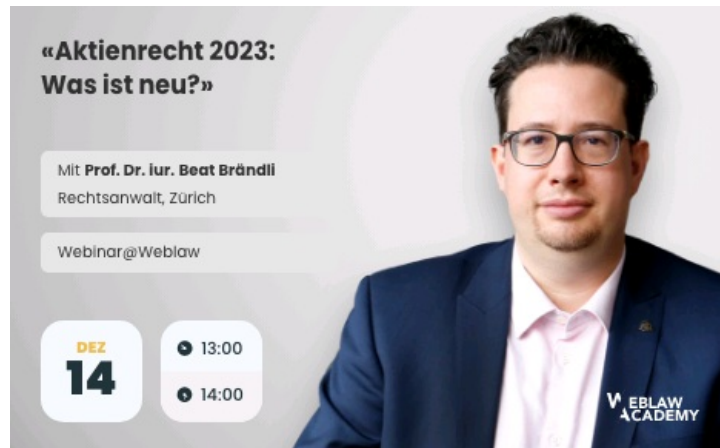 «Aktienrecht 2023:
Was ist neu?»
Mit Prof. Dr. iur. Beat Brändli
Rechtsanwalt, Zürich
Webinar@Weblaw
DEZ
14
13:00
14:00
WEBLAW
ACADEMY